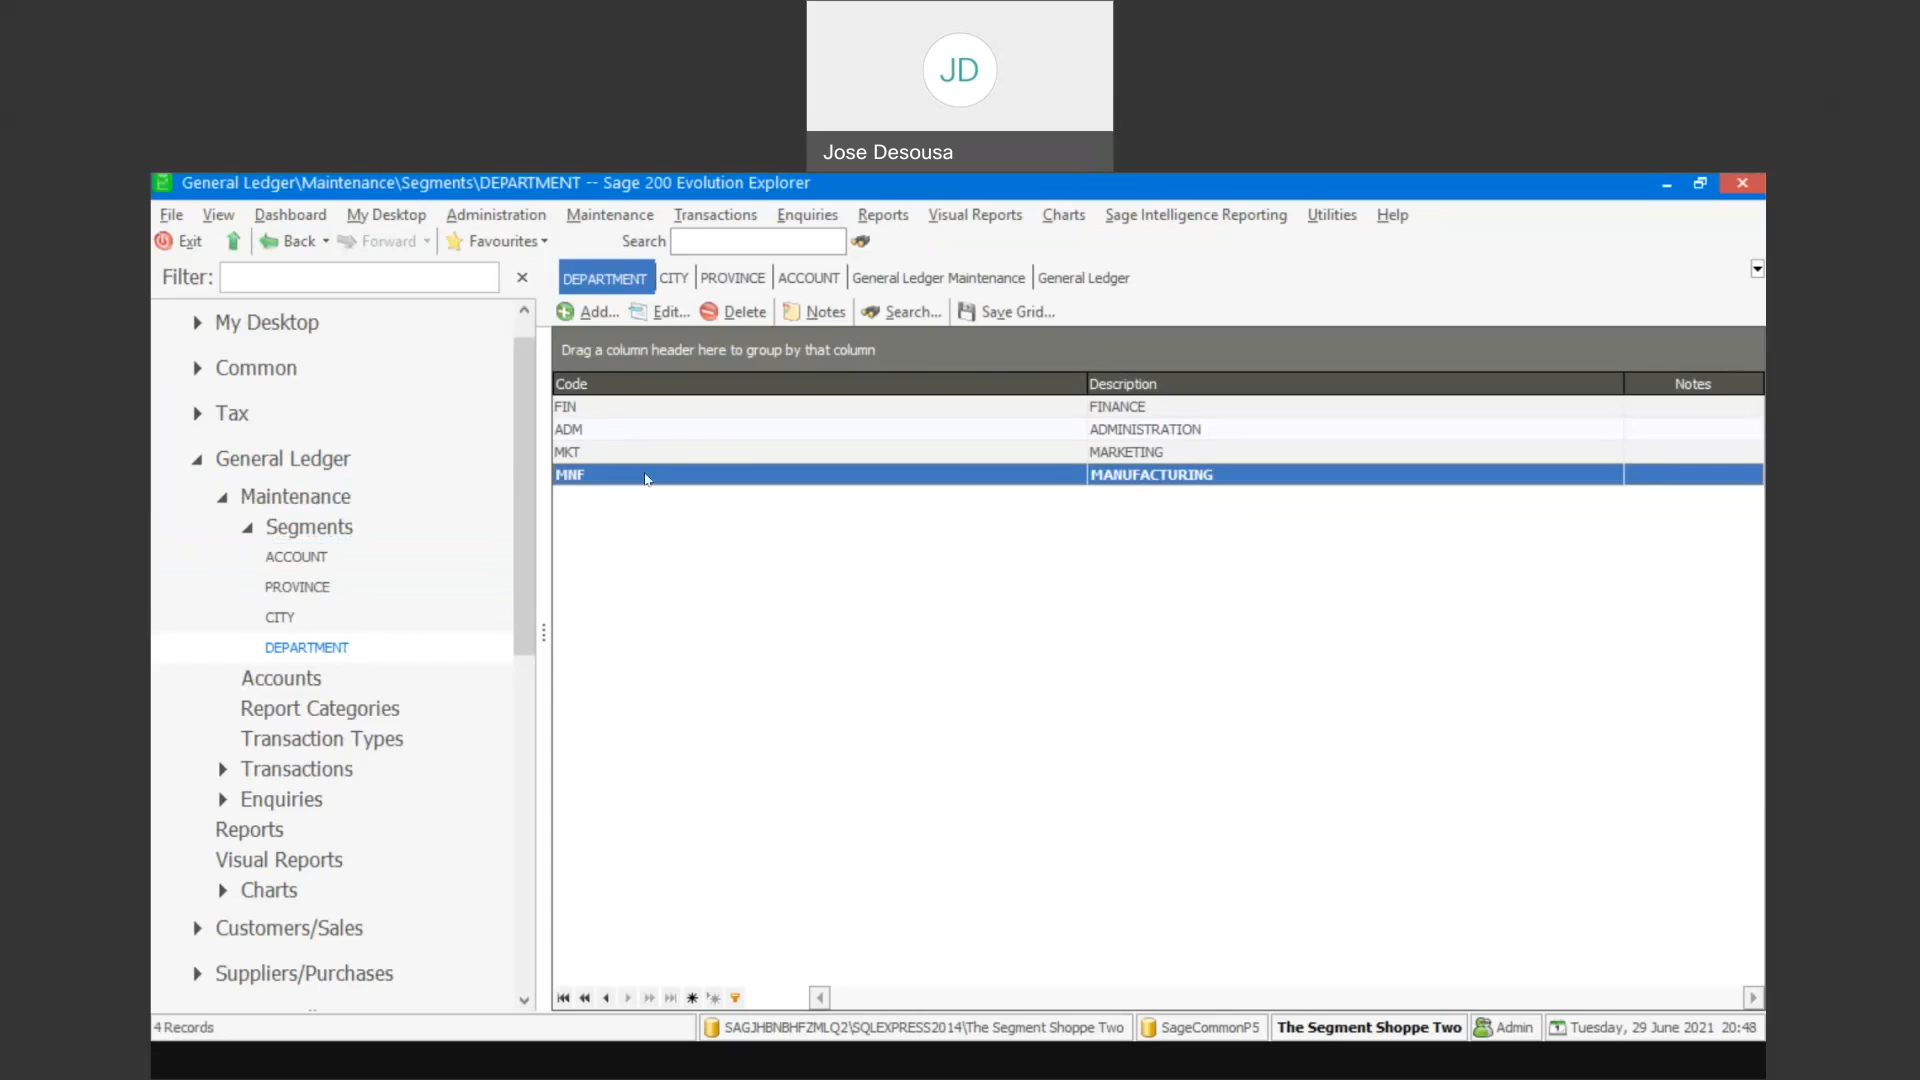 JD
Jose Desousa
General Ledger\Maintenance\Segments\DEPARTMENT -- Sage 200 Evolution Explorer
File View Dashboard My Desktop Administration Maintenance Transactions Enquiries Reports Visual Reports Charts Sage Intelligence Reporting Utilities Help
Exit Back Forward Favourites Search
Filter:
DEPARTMENT CITY PROVINCE ACCOUNT General Ledger Maintenance General Ledger
Add... Edit... Delete Notes Search... Save Grid...
My Desktop
Common
Tax
General Ledger
Maintenance
Segments
ACCOUNT
PROVINCE
CITY
DEPARTMENT
Accounts
Report Categories
Transaction Types
Transactions
Enquiries
Reports
Visual Reports
Charts
Customers/Sales
Suppliers/Purchases
Drag a column header here to group by that column
Code Description Notes
FIN FINANCE
ADM ADMINISTRATION
MKT MARKETING
MNF MANUFACTURING
4 Records SAGJHBNBHFZMLQ2\SQLEXPRESS2014\The Segment Shoppe Two SageCommonP5 The Segment Shoppe Two Admin Tuesday, 29 June 2021 20:48